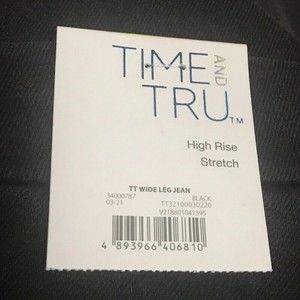 TIME AND
TRU™
High Rise
Stretch
TT WIDE LEG JEAN
34000787 BLACK
03-21 TT32100030220
V218801041395
4 893966 406810